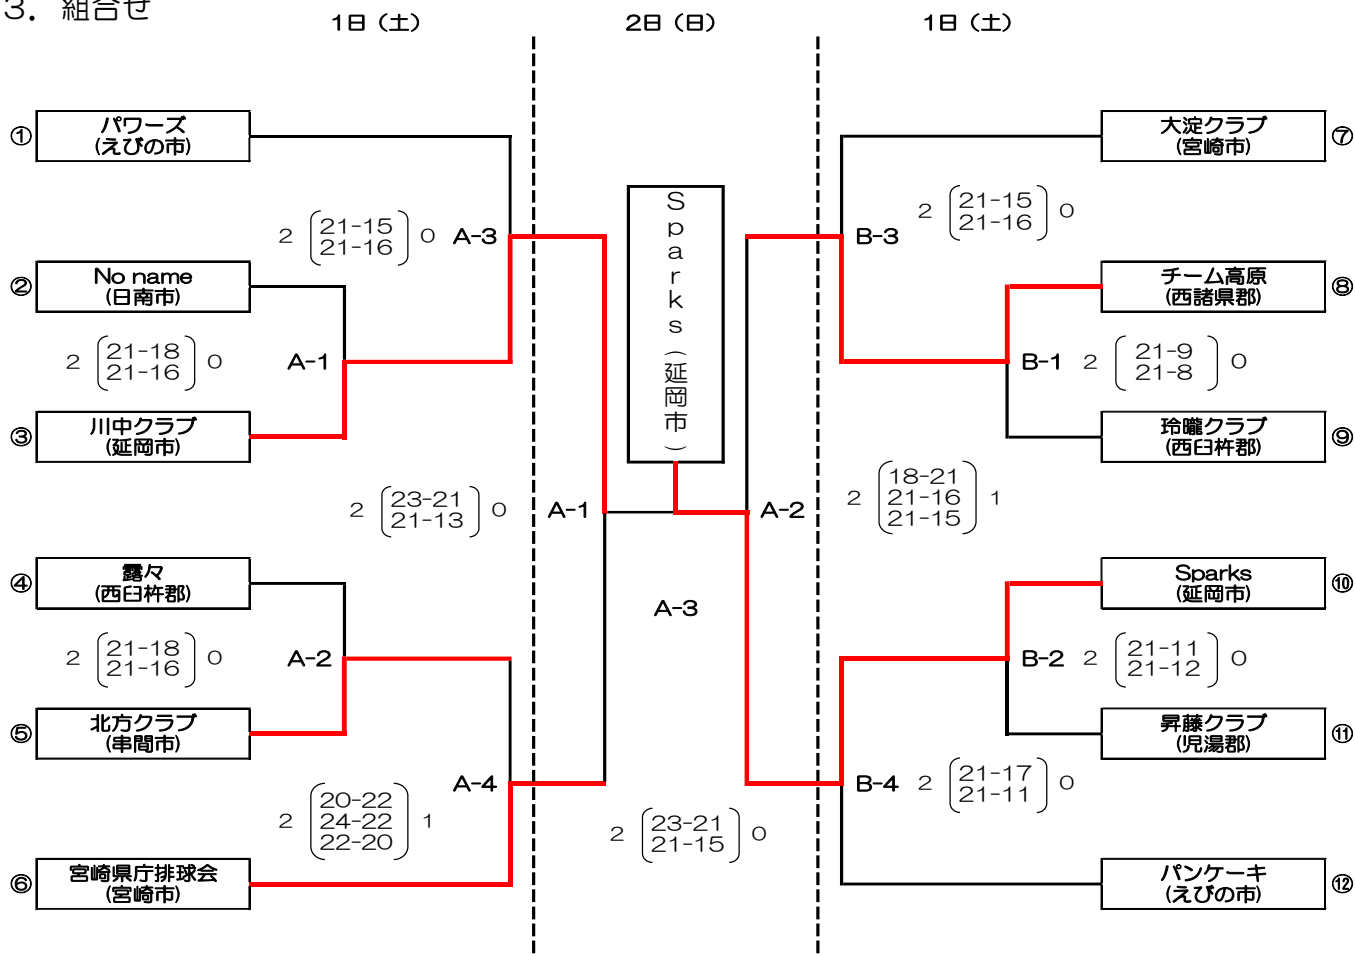 3．組合せ
1日（土）
2日（日）
1日（土）
①
パワーズ
(えびの市)
②
No name
(日南市)
③
川中クラブ
(延岡市)
④
露々
(西臼杵郡)
⑤
北方クラブ
(串間市)
⑥
宮崎県庁排球会
(宮崎市)
2 21-15 0
21-16
A-3
2 21-18 0
21-16
A-1
2 23-21 0
21-13
A-1
2 21-18 0
21-16
A-2
20-22
2 24-22 1
22-20
A-4
Sparks（延岡市）
A-3
2 23-21 0
21-15
A-2
18-21
2 21-16 1
21-15
B-3
2 21-15 0
21-16
B-1
2 21-9 0
21-8
B-2
2 21-11 0
21-12
B-4
2 21-17 0
21-11
大淀クラブ
(宮崎市)
⑦
チーム高原
(西諸県郡)
⑧
玲朧クラブ
(西臼杵郡)
⑨
Sparks
(延岡市)
⑩
昇藤クラブ
(児湯郡)
⑪
パンケーキ
(えびの市)
⑫